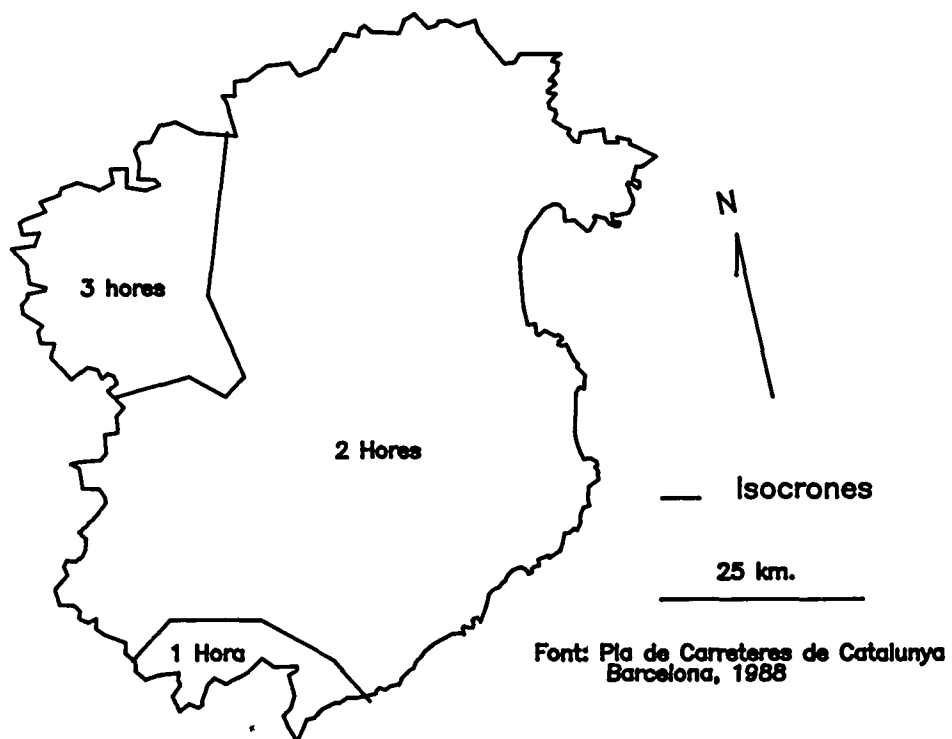 N
3 hores
2 Hores
Isocrones
25 km.
1 Hora
Font: Pla de Carreteres de Catalunya
Barcelona, 1988